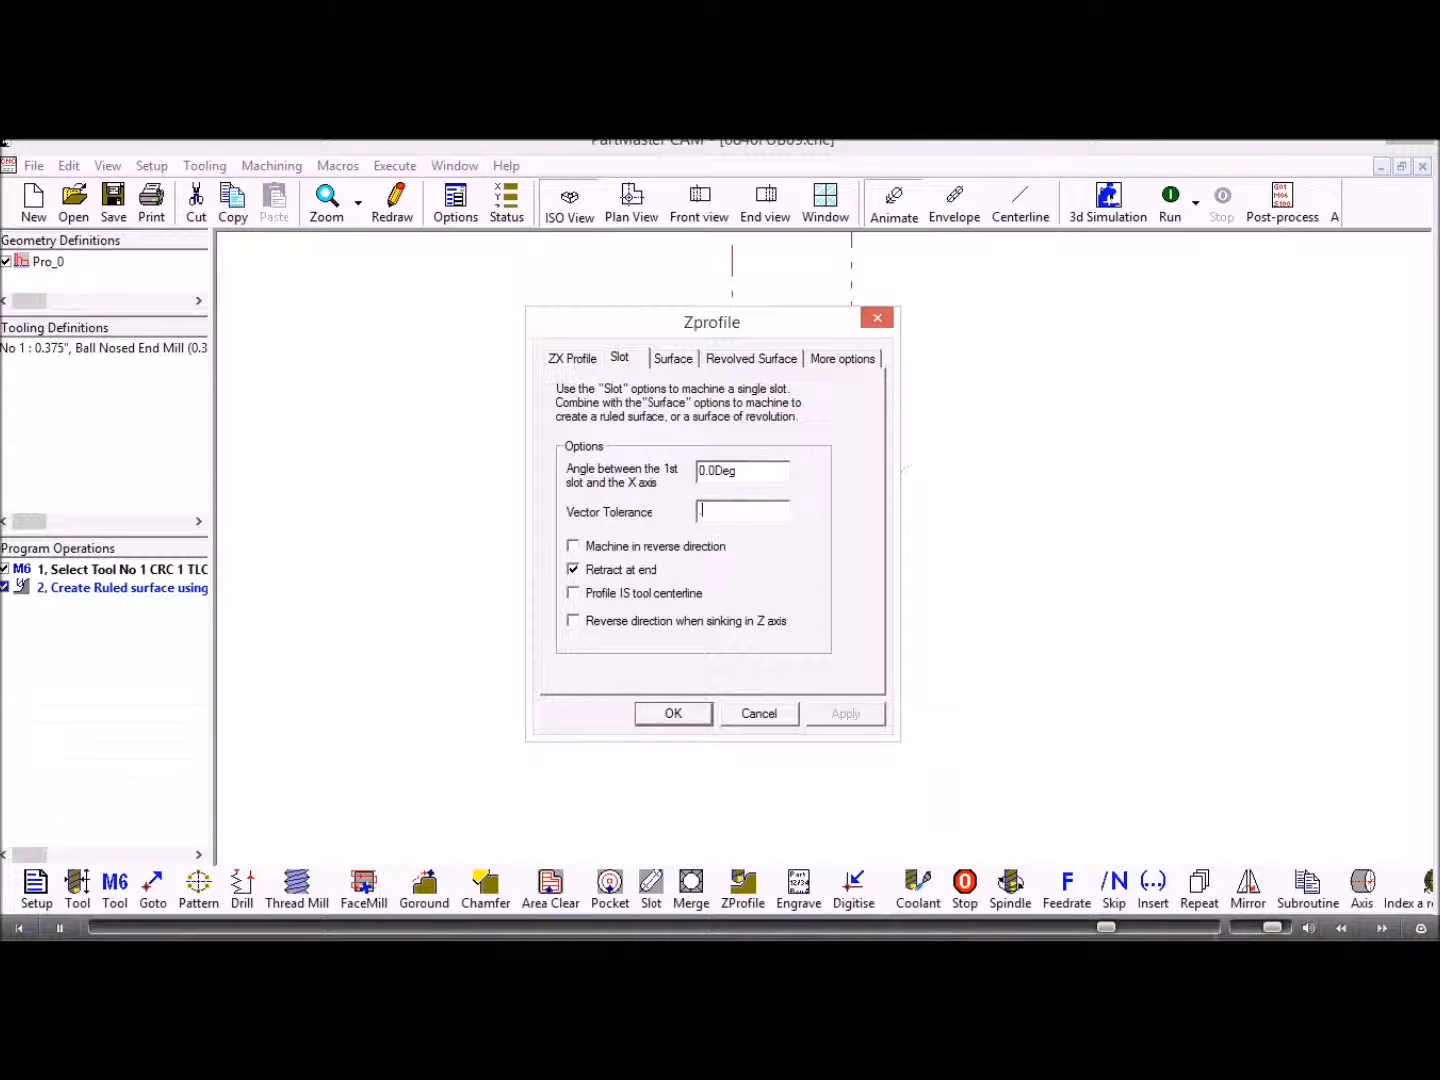 PartMaster CAM - [0846FOB09.cnc]
File Edit View Setup Tooling Machining Macros Execute Window Help
New Open Save Print Cut Copy Paste Zoom Redraw Options Status ISO View Plan View Front view End view Window Animate Envelope Centerline 3d Simulation Run Stop Post-process A
Geometry Definitions
Pro_0
Tooling Definitions
No 1 : 0.375", Ball Nosed End Mill (0.3
Program Operations
M6 1, Select Tool No 1 CRC 1 TLC
2, Create Ruled surface using
Zprofile
ZX Profile Slot Surface Revolved Surface More options
Use the "Slot" options to machine a single slot.
Combine with the"Surface" options to machine to
create a ruled surface, or a surface of revolution.
Options
Angle between the 1st
slot and the X axis
0.0Deg
Vector Tolerance
.
Machine in reverse direction
Retract at end
Profile IS tool centerline
Reverse direction when sinking in Z axis
OK Cancel Apply
M6 F /N (..)
Setup Tool Tool Goto Pattern Drill Thread Mill FaceMill Goround Chamfer Area Clear Pocket Slot Merge ZProfile Engrave Digitise Coolant Stop Spindle Feedrate Skip Insert Repeat Mirror Subroutine Axis Index a r